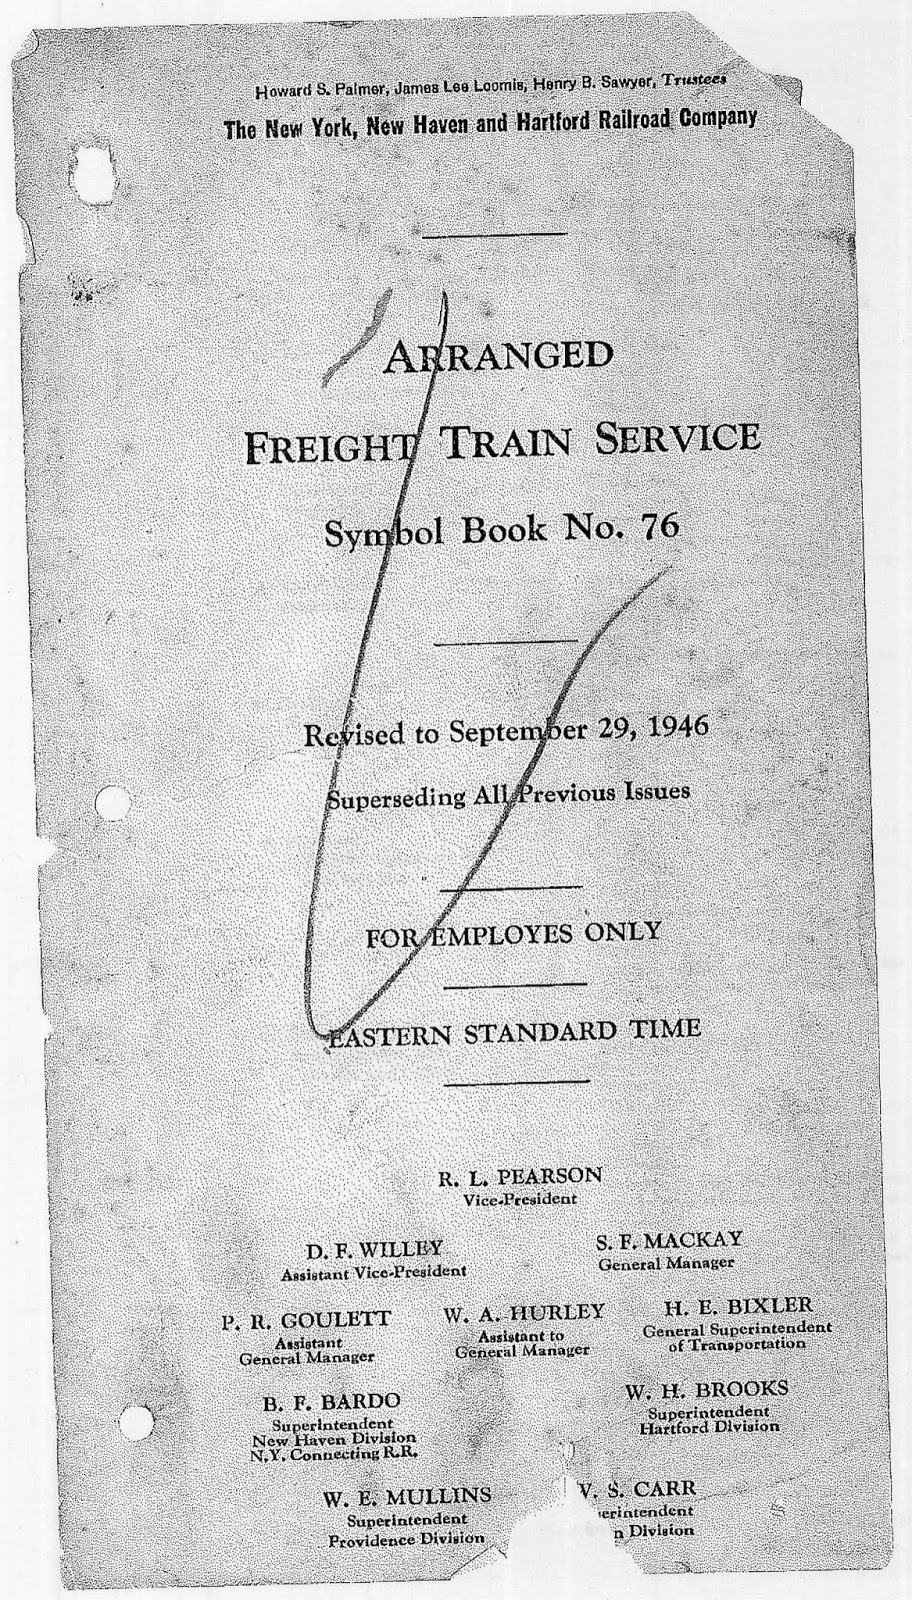 Howard S. Palmer, James Lee Loomis, Henry B. Sawyer, Trustees
The New York, New Haven and Hartford Railroad Company
ARRANGED
FREIGHT TRAIN SERVICE
Symbol Book No. 76
Revised to September 29, 1946
Superseding All Previous Issues
FOR EMPLOYES ONLY
EASTERN STANDARD TIME
R. L. PEARSON
Vice-President
D. F. WILLEY
Assistant Vice-President
S. F. MACKAY
General Manager
P. R. GOULETT
Assistant
General Manager
W. A. HURLEY
Assistant to
General Manager
H. E. BIXLER
General Superintendent
of Transportation
B. F. BARDO
Superintendent
New Haven Division
N.Y. Connecting R.R.
W. H. BROOKS
Superintendent
Hartford Division
W. E. MULLINS
Superintendent
Providence Division
S. CARR
Division